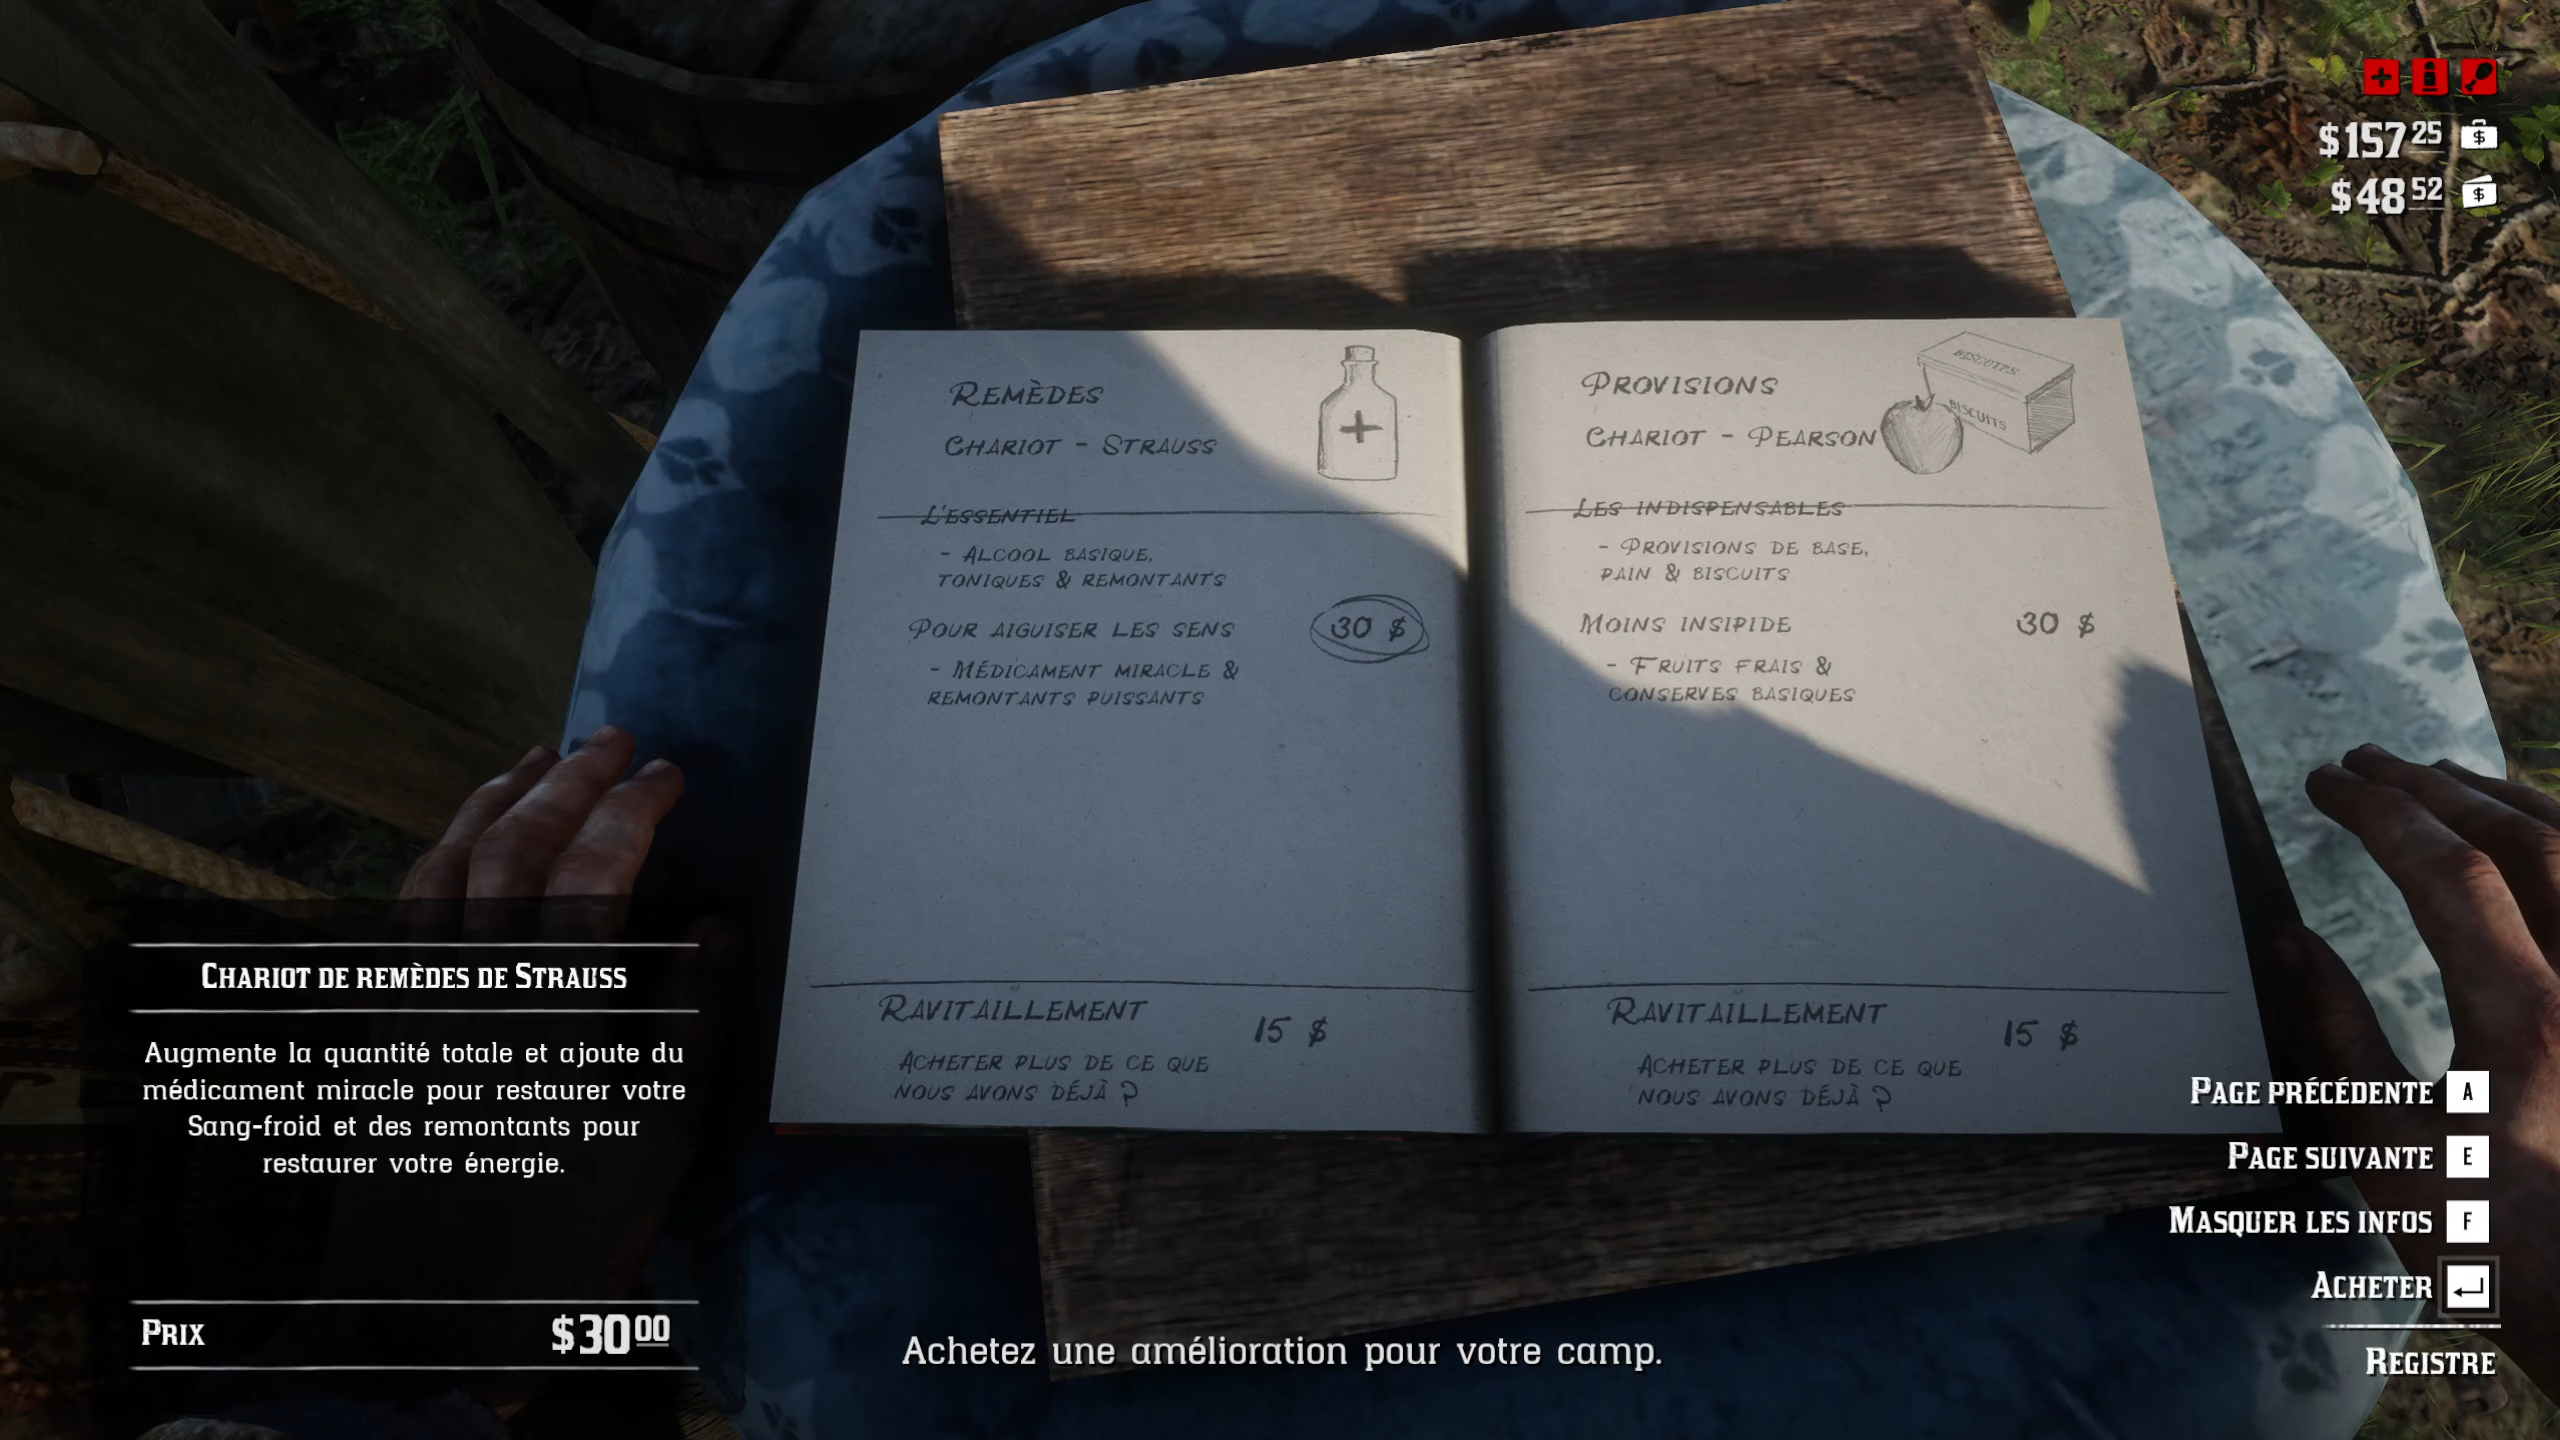 $157 25
$48 52
REMÈDES
CHARIOT - STRAUSS
L'ESSENTIEL
- ALCOOL BASIQUE,
TONIQUES & REMONTANTS
POUR AIGUISER LES SENS 30 $
- MÉDICAMENT MIRACLE &
REMONTANTS PUISSANTS
RAVITAILLEMENT
15 $
ACHETER PLUS DE CE QUE
NOUS AVONS DÉJÀ ?
PROVISIONS
CHARIOT - PEARSON
BISCUITS
BISCUITS
LES INDISPENSABLES
- PROVISIONS DE BASE,
PAIN & BISCUITS
MOINS INSIPIDE 30 $
- FRUITS FRAIS &
CONSERVES BASIQUES
RAVITAILLEMENT
15 $
ACHETER PLUS DE CE QUE
NOUS AVONS DÉJÀ ?
CHARIOT DE REMÈDES DE STRAUSS
Augmente la quantité totale et ajoute du
médicament miracle pour restaurer votre
Sang-froid et des remontants pour
restaurer votre énergie.
PRIX $30 00
Achetez une amélioration pour votre camp.
PAGE PRÉCÉDENTE A
PAGE SUIVANTE E
MASQUER LES INFOS F
ACHETER
REGISTRE